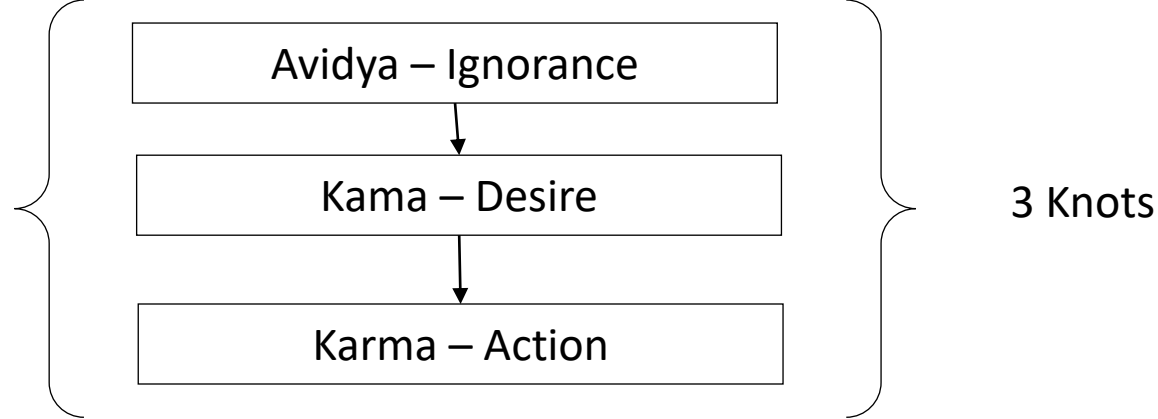 Avidya – Ignorance
Kama – Desire
3 Knots
Karma – Action